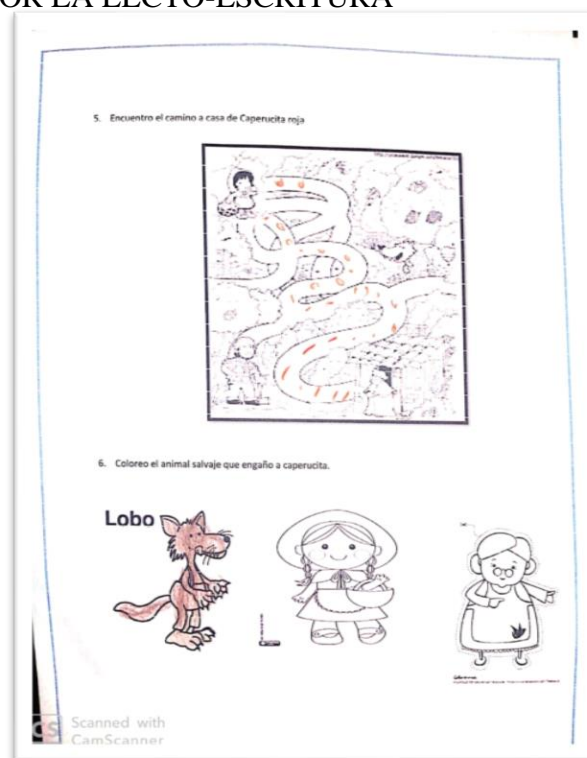 OR LA LECTO-ESCRITURA
5. Encuentro el camino a casa de Caperucita roja
6. Coloreo el animal salvaje que engaño a caperucita.
Lobo
L
CS Scanned with
CamScanner